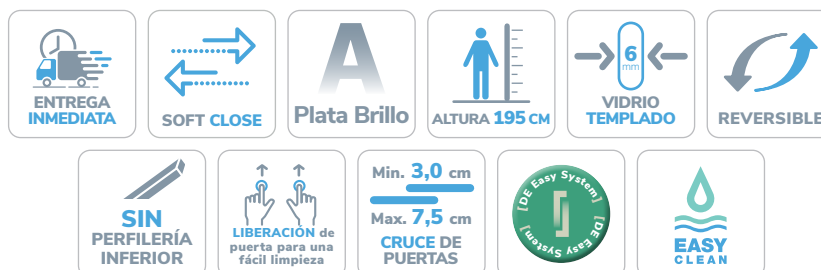 ENTREGA
INMEDIATA
SOFT CLOSE
A
Plata Brillo
ALTURA 195 CM
6
mm
VIDRIO
TEMPLADO
REVERSIBLE
SIN
PERFILERÍA
INFERIOR
LIBERACIÓN de
puerta para una
fácil limpieza
Min. 3,0 cm
Max. 7,5 cm
CRUCE DE
PUERTAS
[DE Easy System]
[DE Easy System]
EASY
CLEAN